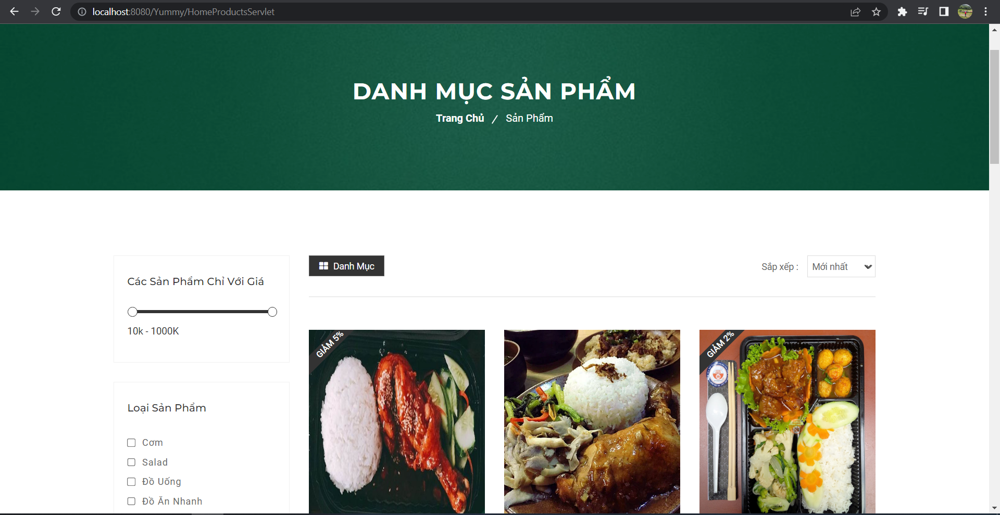 localhost:8080/Yummy/HomeProductsServlet
DANH MỤC SẢN PHẨM
Trang Chủ / Sản Phẩm
Các Sản Phẩm Chỉ Với Giá
10k - 1000K
Loại Sản Phẩm
Cơm
Salad
Đồ Uống
Đồ Ăn Nhanh
Danh Mục
Sắp xếp :
Mới nhất
GIẢM 5%
GIẢM 2%